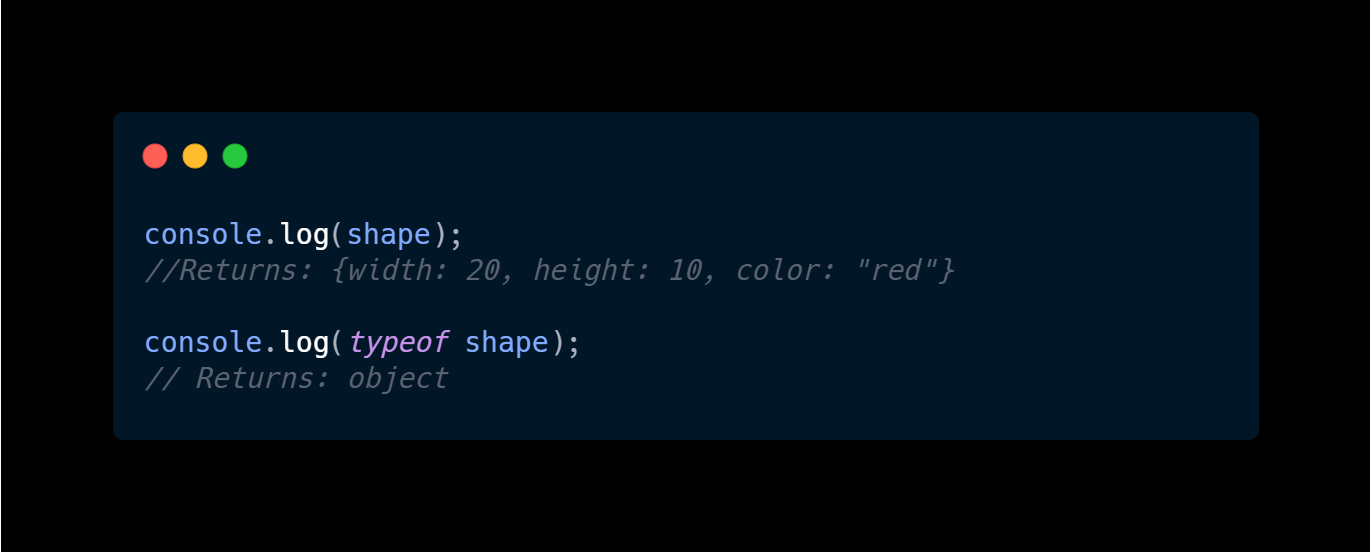 console.log(shape);
//Returns: {width: 20, height: 10, color: "red"}
console.log(typeof shape);
// Returns: object